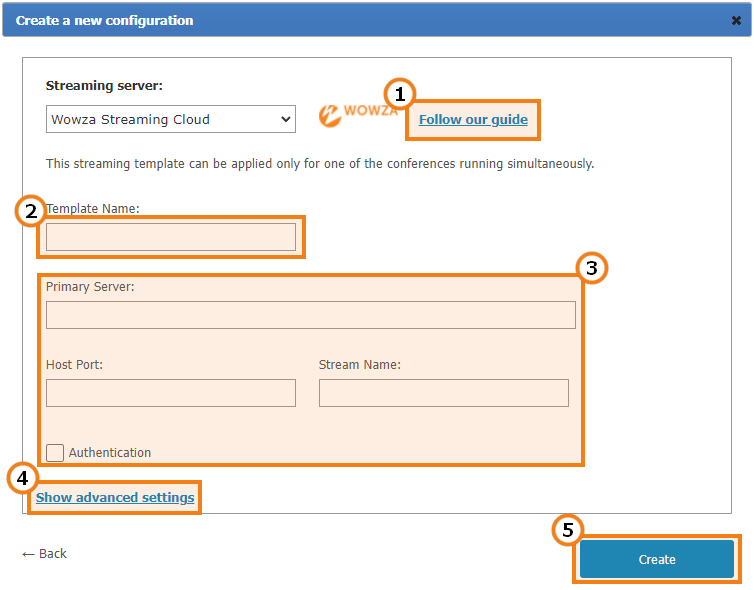 Create a new configuration ✖
Streaming server:
1
Wowza Streaming Cloud WOWZA Follow our guide
This streaming template can be applied only for one of the conferences running simultaneously.
2 Template Name:
3
Primary Server:
Host Port: Stream Name:
Authentication
4
Show advanced settings
5
← Back Create